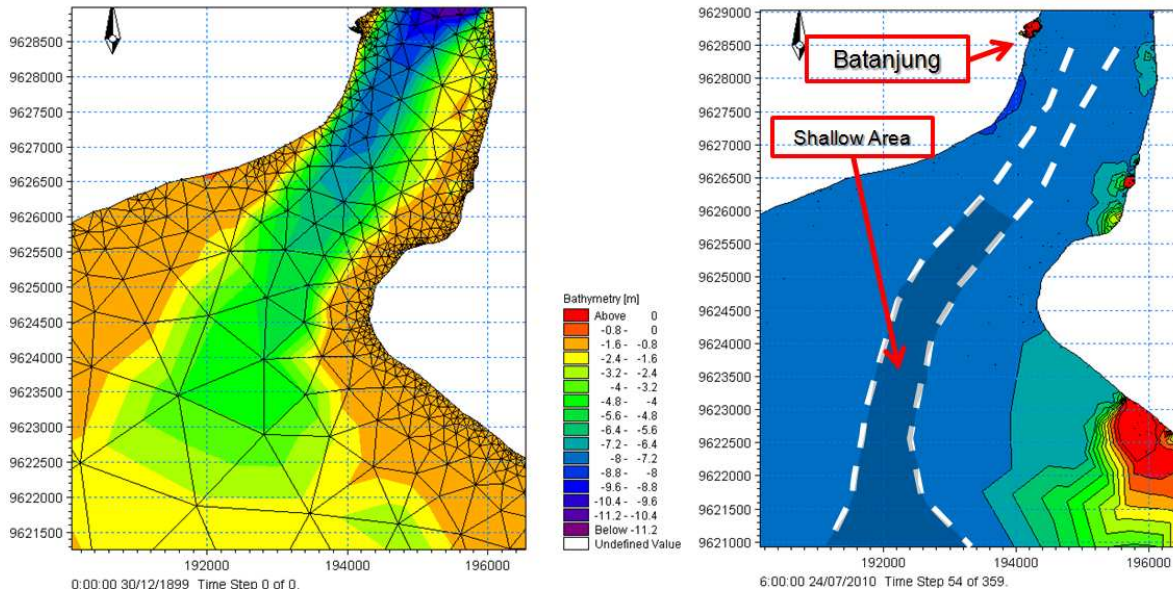 9628500
9628000
9627500
9627000
9626500
9626000
9625500
9625000
9624500
9624000
9623500
9623000
9622500
9622000
9621500
192000 194000 196000
0:00:00 30/12/1899 Time Step 0 of 0.
Bathymetry [m]
Above 0
-0.8 - 0
-1.6 - -0.8
-2.4 - -1.6
-3.2 - -2.4
-4 - -3.2
-4.8 - -4
-5.6 - -4.8
-6.4 - -5.6
-7.2 - -6.4
-8 - -7.2
-8.8 - -8
-9.6 - -8.8
-10.4 - -9.6
-11.2 - -10.4
Below -11.2
Undefined Value
9629000
9628500
9628000
9627500
9627000
9626500
9626000
9625500
9625000
9624500
9624000
9623500
9623000
9622500
9622000
9621500
9621000
Batanjung
Shallow Area
192000 194000 196000
6:00:00 24/07/2010 Time Step 54 of 359.